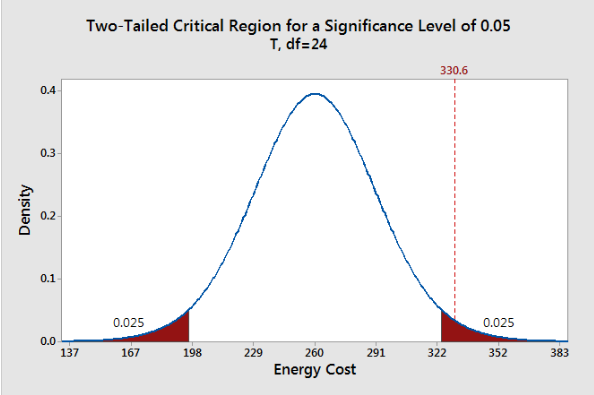 Two-Tailed Critical Region for a Significance Level of 0.05
T, df=24
330.6
0.4
0.3
0.2
0.1
0.0
Density
0.025
0.025
137 167 198 229 260 291 322 352 383
Energy Cost